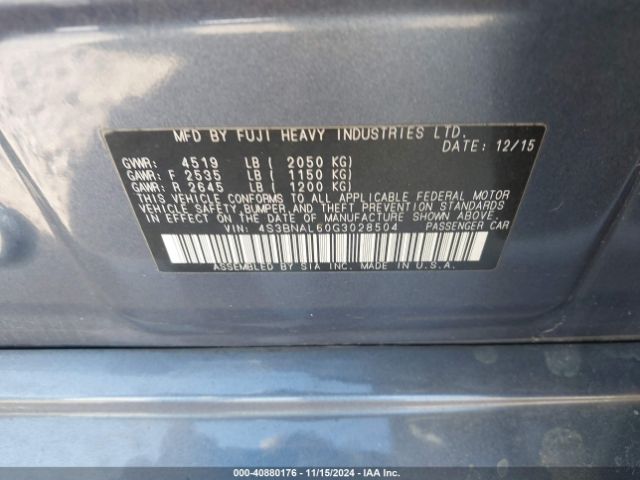 MFD BY FUJI HEAVY INDUSTRIES LTD.
DATE: 12/15
GVWR: 4519 LB ( 2050 KG)
GAWR: F 2535 LB ( 1150 KG)
GAWR: R 2645 LB ( 1200 KG)
THIS VEHICLE CONFORMS TO ALL APPLICABLE FEDERAL MOTOR
VEHICLE SAFETY, BUMPER, AND THEFT PREVENTION STANDARDS
IN EFFECT ON THE DATE OF MANUFACTURE SHOWN ABOVE.
VIN: 4S3BNAL60G3028504 PASSENGER CAR
ASSEMBLED BY SIA INC. MADE IN U.S.A.
000-40880176 - 11/15/2024 - IAA Inc.